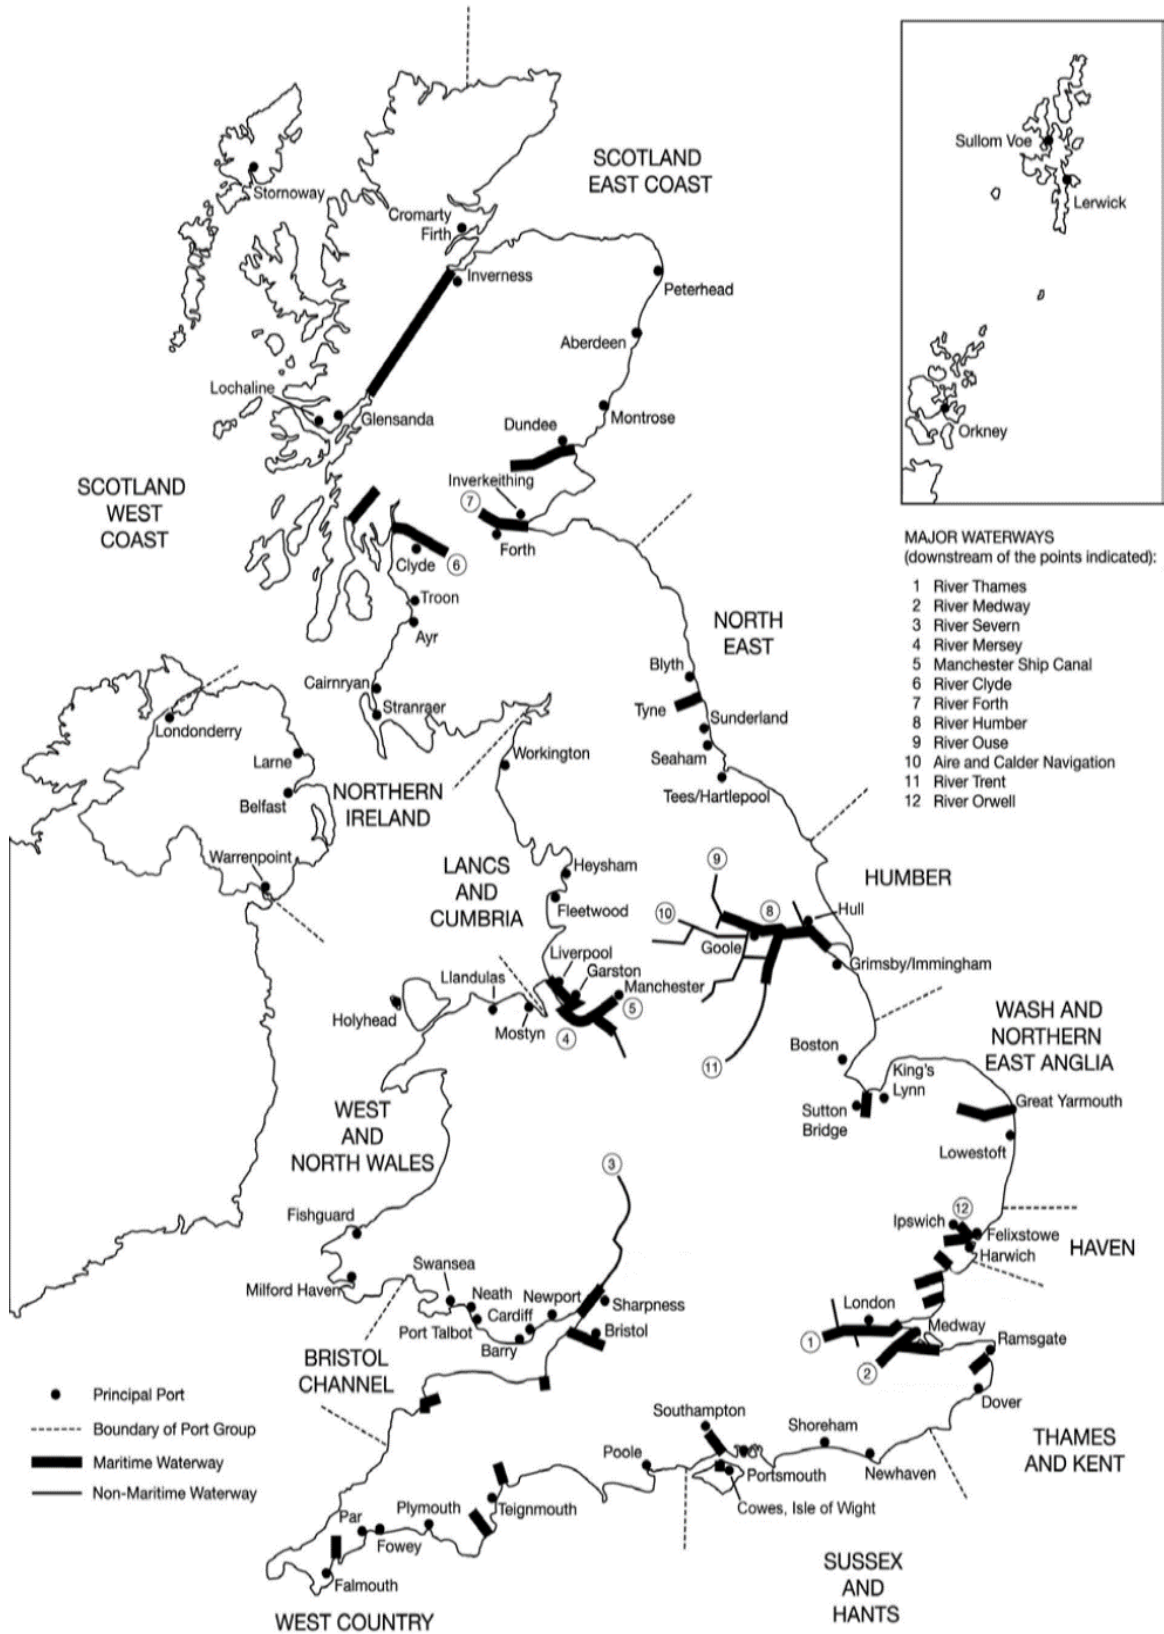 SCOTLAND
EAST COAST
Sullom Voe
Lerwick
Stornoway
Cromarty
Firth
Inverness
Peterhead
Aberdeen
Lochaline
Glensanda
Montrose
Dundee
Orkney
Inverkeithing
SCOTLAND
WEST
COAST
7
Forth
Clyde
6
Troon
Ayr
MAJOR WATERWAYS
(downstream of the points indicated):
1 River Thames
2 River Medway
3 River Severn
4 River Mersey
5 Manchester Ship Canal
6 River Clyde
7 River Forth
8 River Humber
9 River Ouse
10 Aire and Calder Navigation
11 River Trent
12 River Orwell
NORTH
EAST
Blyth
Tyne
Sunderland
Seaham
Tees/Hartlepool
Cairnryan
Stranraer
Londonderry
Larne
Belfast
NORTHERN
IRELAND
Warrenpoint
Workington
LANCS
AND
CUMBRIA
Heysham
Fleetwood
HUMBER
9
10
8
Hull
Goole
Grimsby/Immingham
11
Liverpool
Garston
Manchester
5
4
Llandulas
Holyhead
Mostyn
WASH AND
NORTHERN
EAST ANGLIA
Boston
King's
Lynn
Sutton
Bridge
Great Yarmouth
Lowestoft
WEST
AND
NORTH WALES
3
Fishguard
Milford Haven
12
Ipswich
Felixstowe
Harwich
HAVEN
Swansea
Neath
Newport
Cardiff
Port Talbot
Barry
Sharpness
Bristol
London
Medway
1
2
Ramsgate
Dover
BRISTOL
CHANNEL
THAMES
AND KENT
Principal Port
Boundary of Port Group
Maritime Waterway
Non-Maritime Waterway
Southampton
Shoreham
Poole
Portsmouth
Newhaven
Cowes, Isle of Wight
Teignmouth
Plymouth
Par
Fowey
Falmouth
WEST COUNTRY
SUSSEX
AND
HANTS